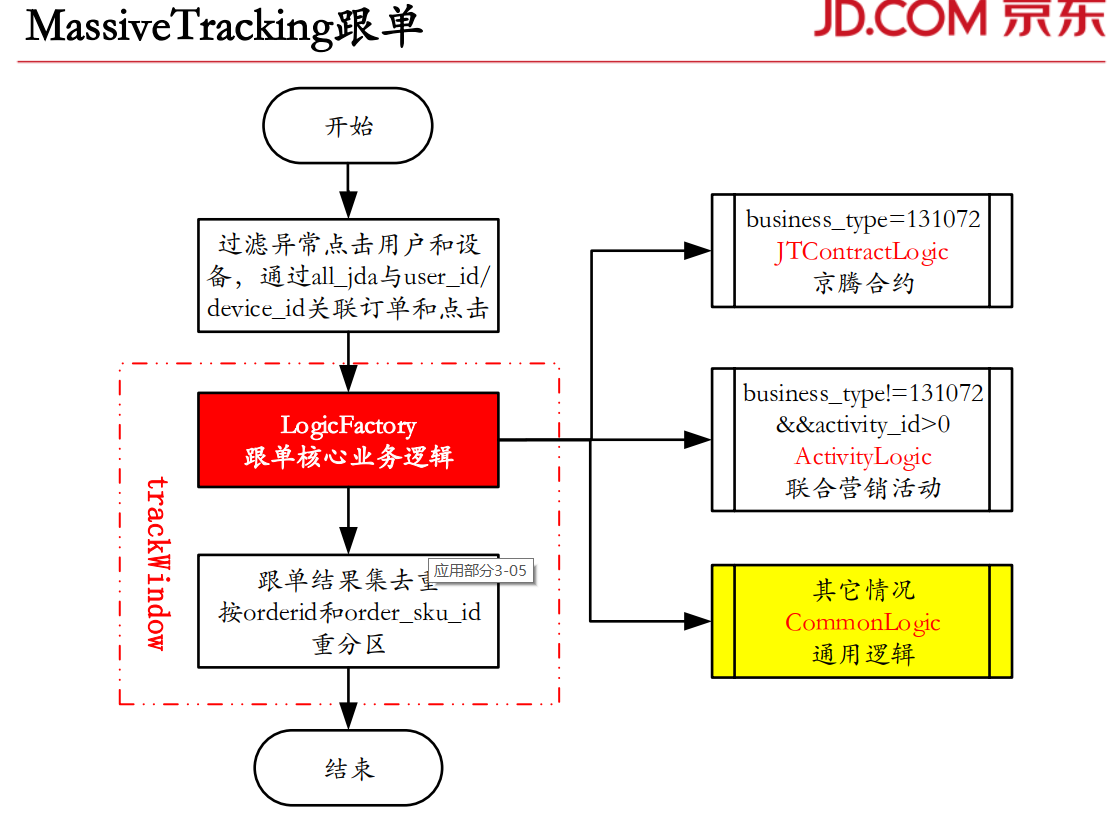 MassiveTracking跟单
JD.COM 京东
开始
过滤异常点击用户和设
备，通过all_jda与user_id/
device_id关联订单和点击
LogicFactory
跟单核心业务逻辑
trackWindow
跟单结果集去重
应用部分3-05
按orderid和order_sku_id
重分区
结束
business_type=131072
JTContractLogic
京腾合约
business_type!=131072
&&activity_id>0
ActivityLogic
联合营销活动
其它情况
CommonLogic
通用逻辑